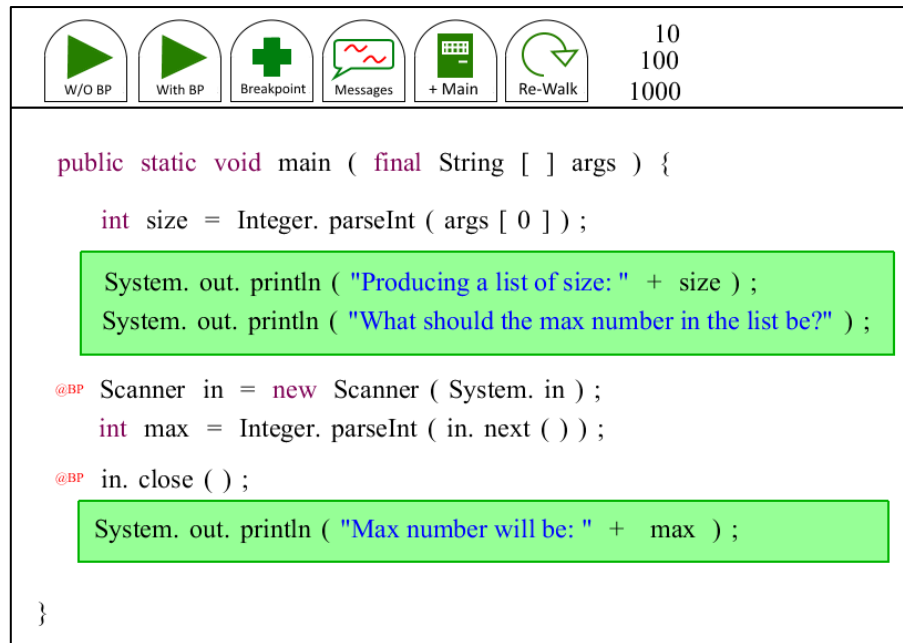 W/O BP With BP Breakpoint Messages + Main Re-Walk
10
100
1000
public static void main ( final String [ ] args ) {
int size = Integer. parseInt ( args [ 0 ] ) ;
System. out. println ( "Producing a list of size: " + size ) ;
System. out. println ( "What should the max number in the list be?" ) ;
@BP Scanner in = new Scanner ( System. in ) ;
int max = Integer. parseInt ( in. next ( ) ) ;
@BP in. close ( ) ;
System. out. println ( "Max number will be: " + max ) ;
}